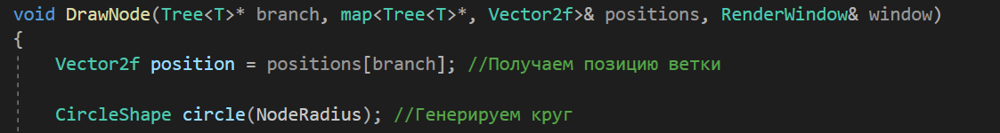 void DrawNode(Tree<T>* branch, map<Tree<T>*, Vector2f>& positions, RenderWindow& window)
{
Vector2f position = positions[branch]; //Получаем позицию ветки
CircleShape circle(NodeRadius); //Генерируем круг